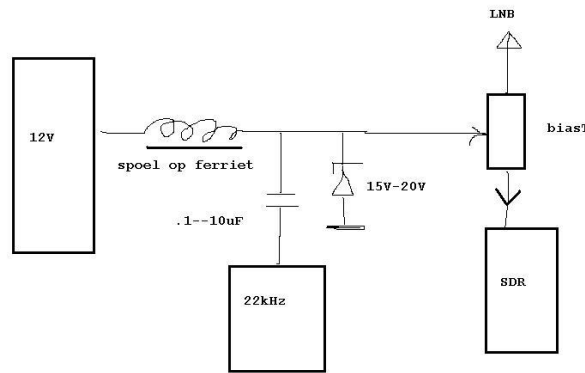 LNB
12V
biasT
spoel op ferriet
15V-20V
.1--10uF
22kHz
SDR